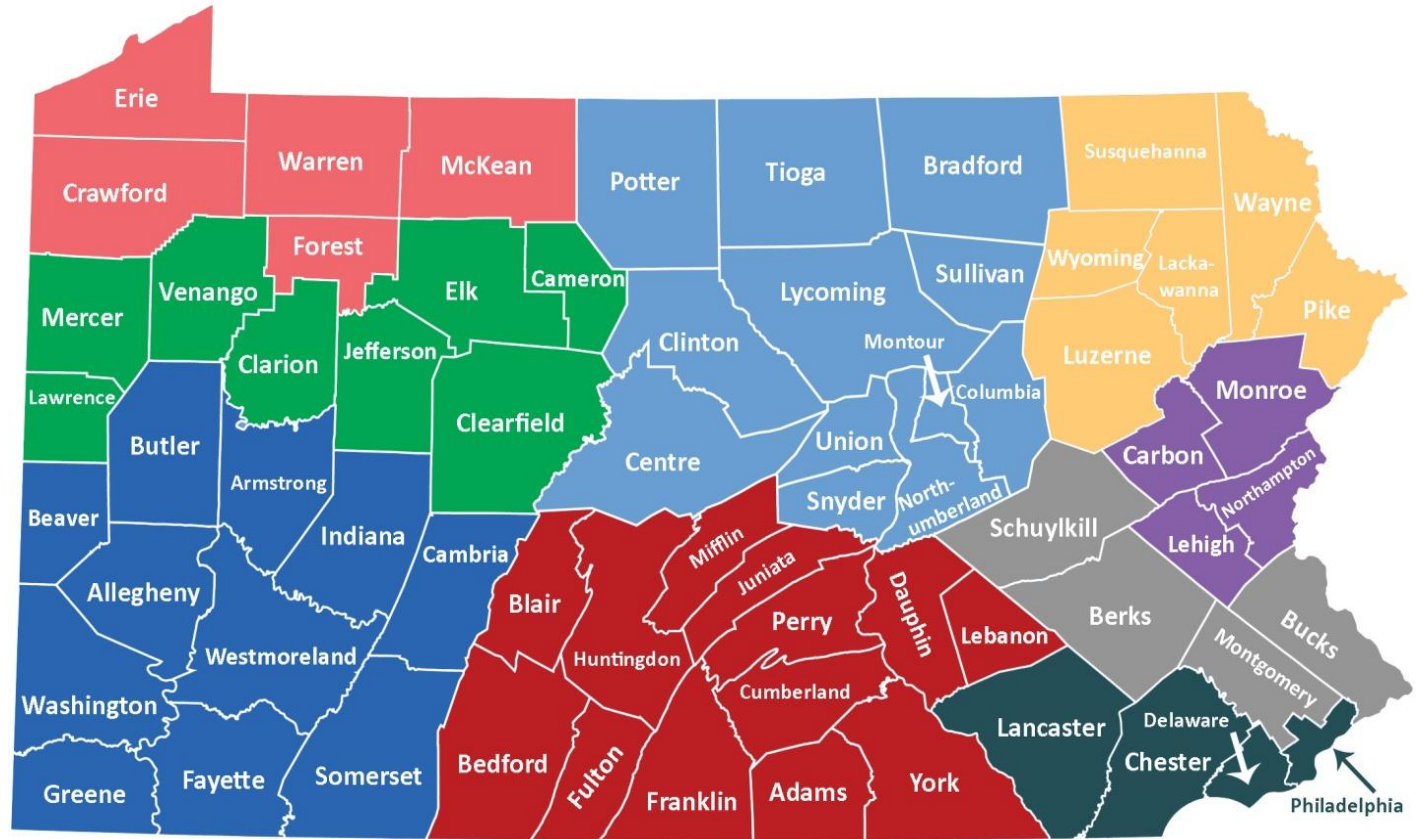 Erie
Warren
McKean
Crawford
Potter
Tioga
Bradford
Susquehanna
Wayne
Forest
Venango
Elk
Cameron
Mercer
Lycoming
Sullivan
Wyoming
Lacka-
wanna
Pike
Clarion
Jefferson
Clinton
Montour
Luzerne
Lawrence
Columbia
Monroe
Butler
Clearfield
Union
Centre
Carbon
Armstrong
Snyder
North-
umberland
Northampton
Beaver
Indiana
Cambria
Schuylkill
Lehigh
Allegheny
Mifflin
Juniata
Blair
Perry
Dauphin
Lebanon
Berks
Bucks
Westmoreland
Huntingdon
Cumberland
Montgomery
Washington
Lancaster
Delaware
Chester
Bedford
Fulton
Somerset
Fayette
Greene
Franklin
Adams
York
Philadelphia